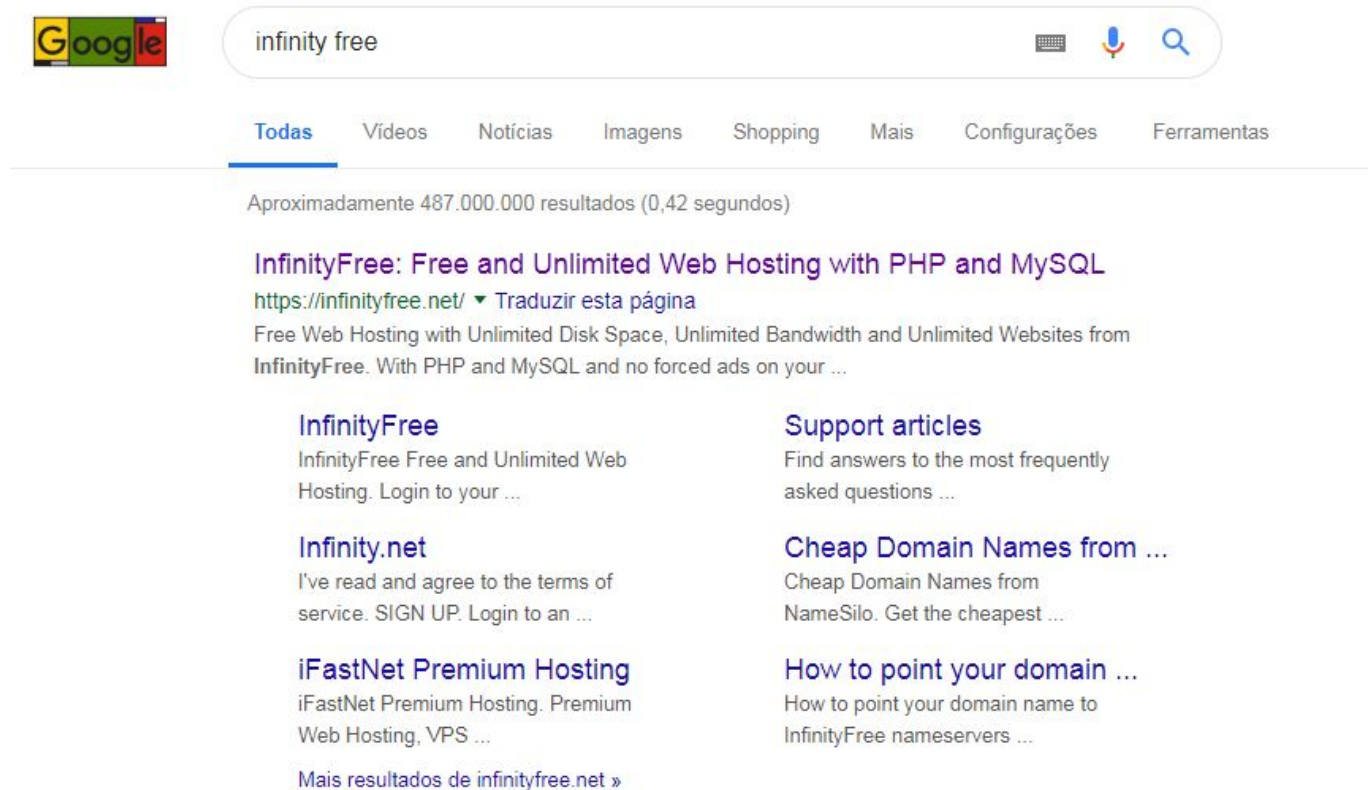 Google
infinity free
Todas Vídeos Notícias Imagens Shopping Mais Configurações Ferramentas
Aproximadamente 487.000.000 resultados (0,42 segundos)
InfinityFree: Free and Unlimited Web Hosting with PHP and MySQL
https://infinityfree.net/ ▼ Traduzir esta página
Free Web Hosting with Unlimited Disk Space, Unlimited Bandwidth and Unlimited Websites from
InfinityFree. With PHP and MySQL and no forced ads on your ...
InfinityFree
InfinityFree Free and Unlimited Web
Hosting. Login to your ...
Support articles
Find answers to the most frequently
asked questions ...
Infinity.net
I've read and agree to the terms of
service. SIGN UP. Login to an ...
Cheap Domain Names from ...
Cheap Domain Names from
NameSilo. Get the cheapest ...
iFastNet Premium Hosting
iFastNet Premium Hosting. Premium
Web Hosting, VPS ...
How to point your domain ...
How to point your domain name to
InfinityFree nameservers ...
Mais resultados de infinityfree.net »